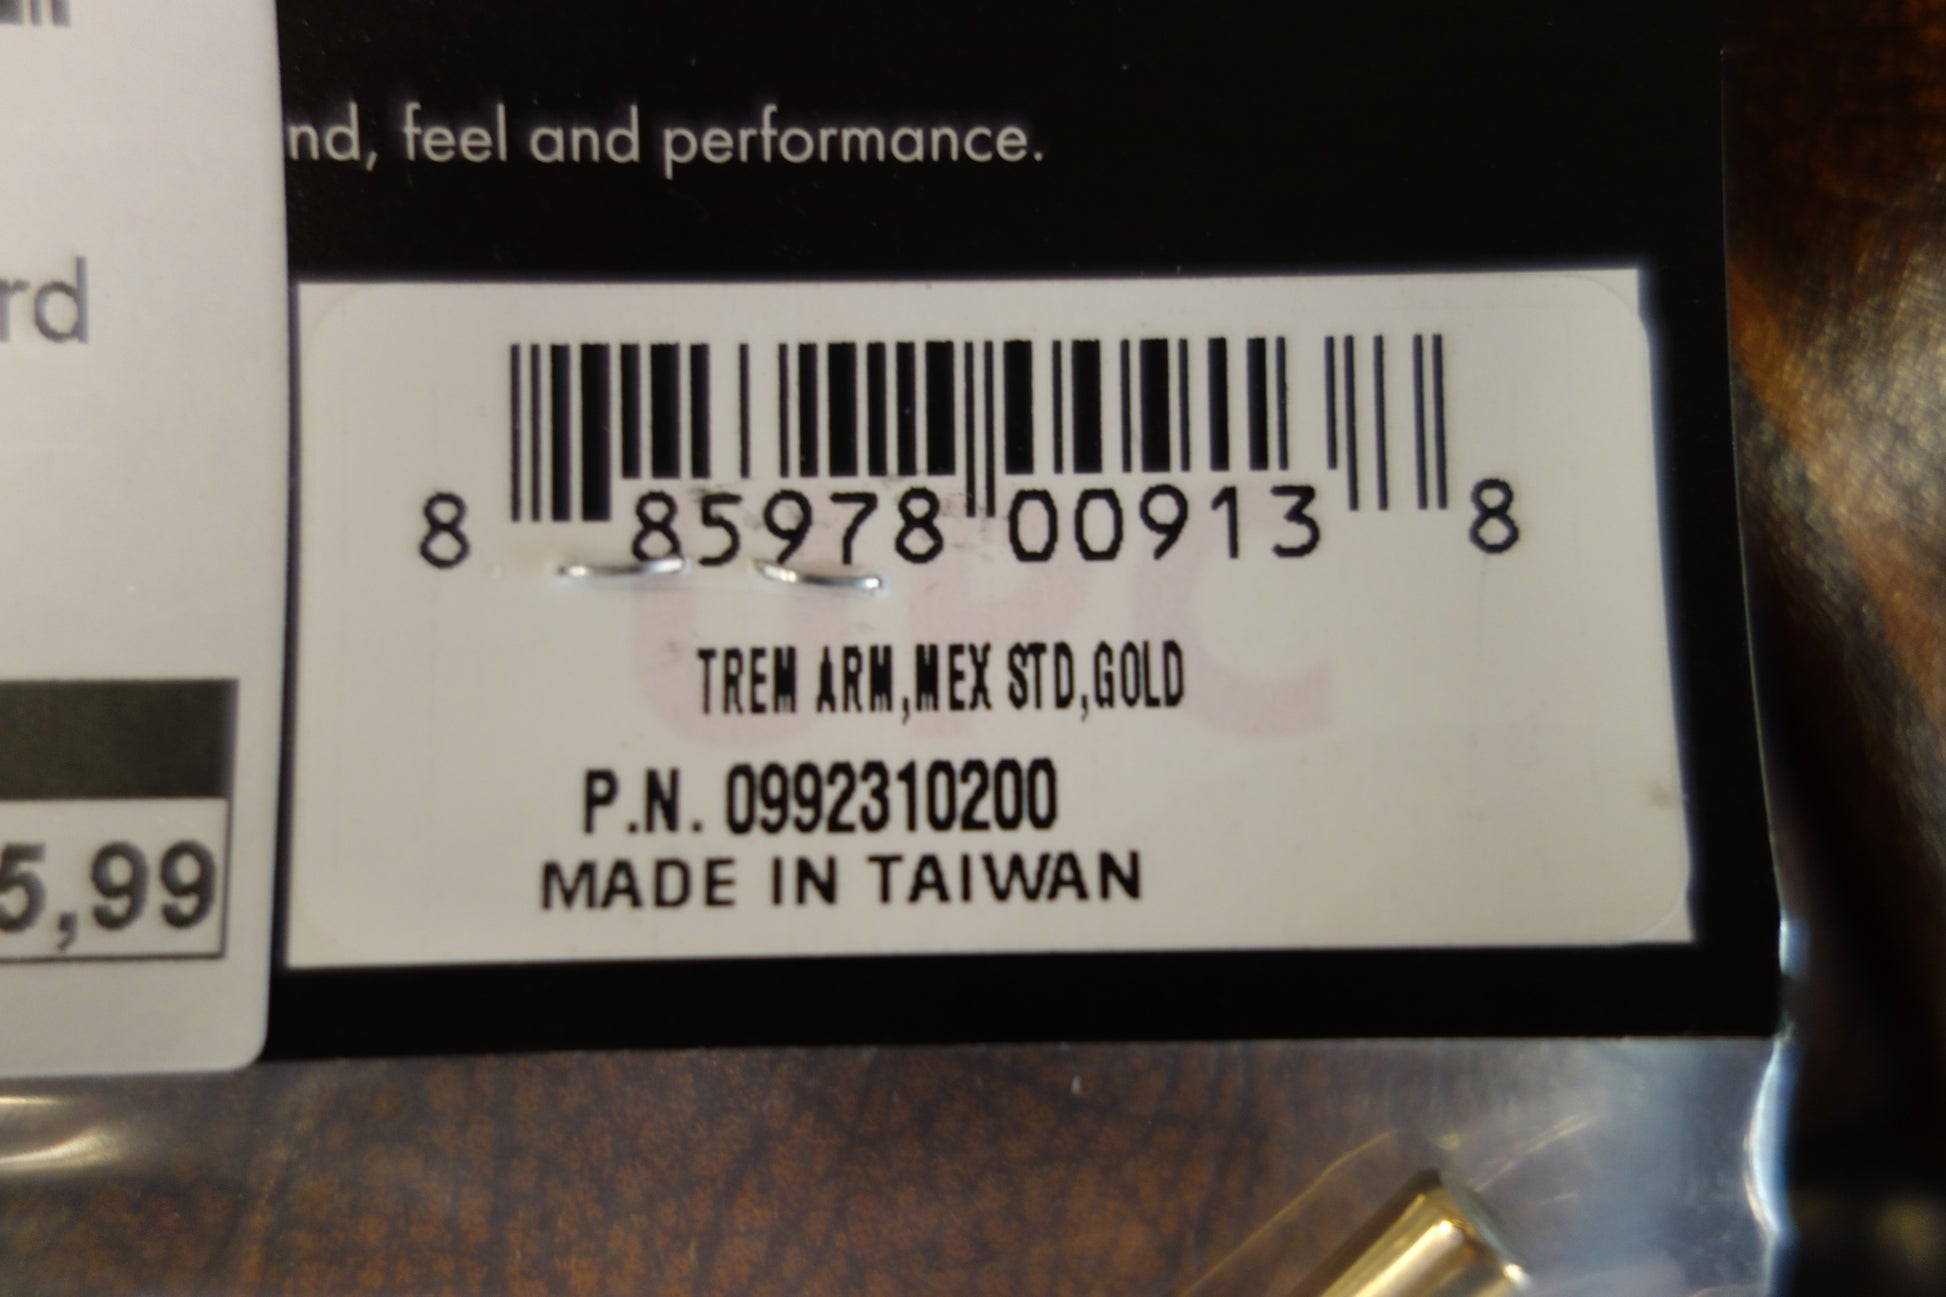 nd, feel and performance.
rd
8 85978 00913 8
UPC
TREM ARM,MEX STD,GOLD
P.N. 0992310200
MADE IN TAIWAN
5,99